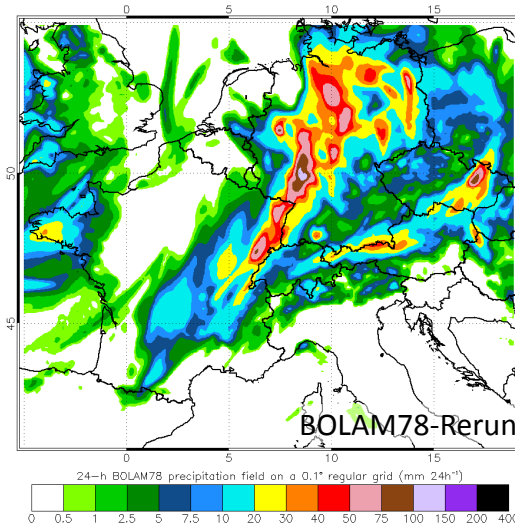 0 5 10 15
50
45
BOLAM78-Rerun
0 5 10 15
24-h BOLAM78 precipitation field on a 0.1° regular grid (mm 24h⁻¹)
0.5 1 2.5 5 7.5 10 20 30 40 50 75 100 150 200 400